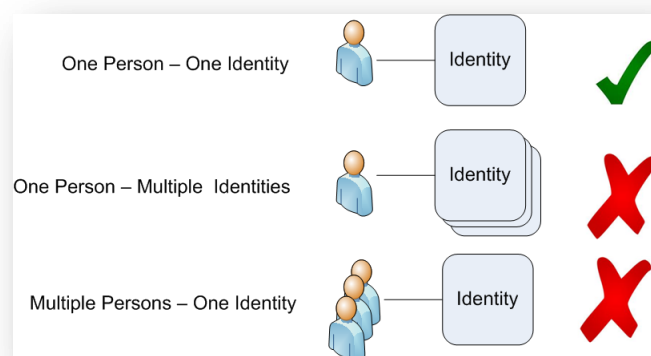 One Person – One Identity
Identity
One Person – Multiple Identities
Identity
Multiple Persons – One Identity
Identity